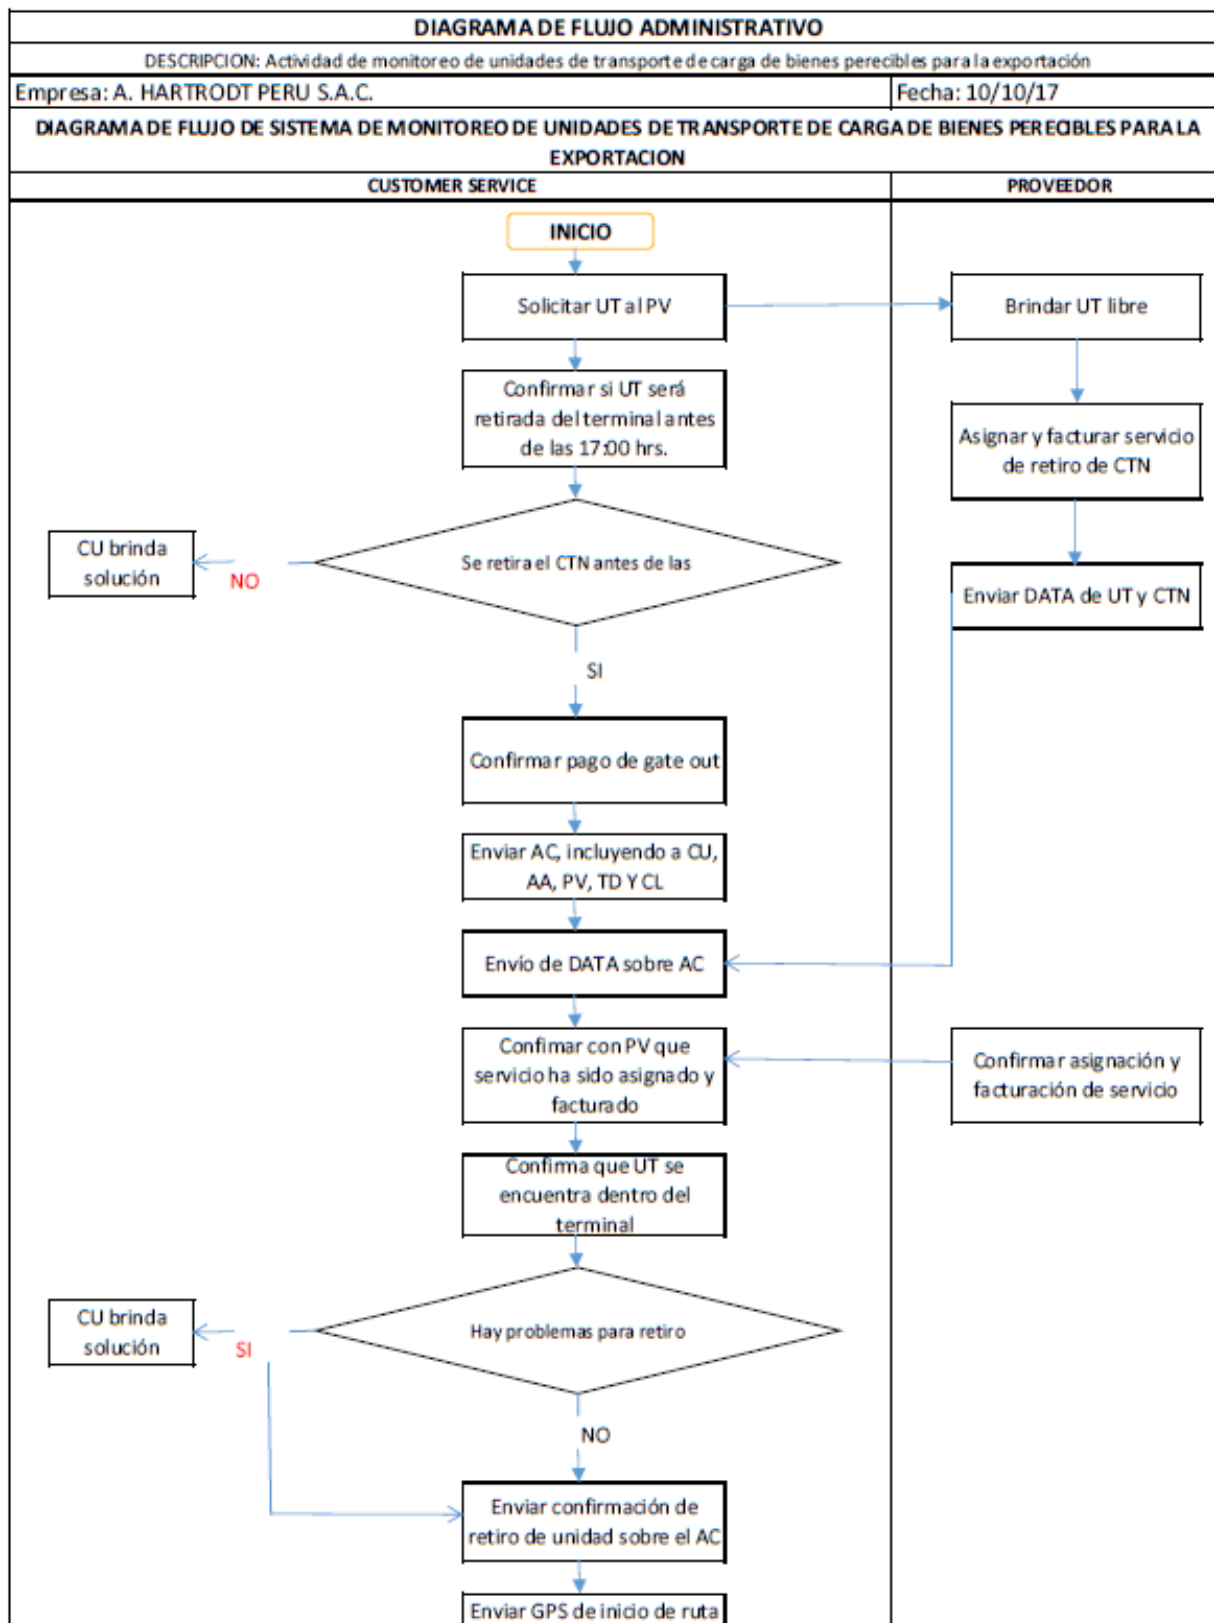 DIAGRAMA DE FLUJO ADMINISTRATIVO
DESCRIPCION: Actividad de monitoreo de unidades de transporte de carga de bienes perecibles para la exportación
Empresa: A. HARTRODT PERU S.A.C.
Fecha: 10/10/17
DIAGRAMA DE FLUJO DE SISTEMA DE MONITOREO DE UNIDADES DE TRANSPORTE DE CARGA DE BIENES PERECIBLES PARA LA
EXPORTACION
CUSTOMER SERVICE
PROVEEDOR
INICIO
Solicitar UT al PV
Brindar UT libre
Confirmar si UT será
retirada del terminal antes
de las 17:00 hrs.
Asignar y facturar servicio
de retiro de CTN
Se retira el CTN antes de las
NO
CU brinda
solución
Enviar DATA de UT y CTN
SI
Confirmar pago de gate out
Enviar AC, incluyendo a CU,
AA, PV, TD Y CL
Envío de DATA sobre AC
Confimar con PV que
servicio ha sido asignado y
facturado
Confirmar asignación y
facturación de servicio
Confirma que UT se
encuentra dentro del
terminal
Hay problemas para retiro
SI
CU brinda
solución
NO
Enviar confirmación de
retiro de unidad sobre el AC
Enviar GPS de inicio de ruta